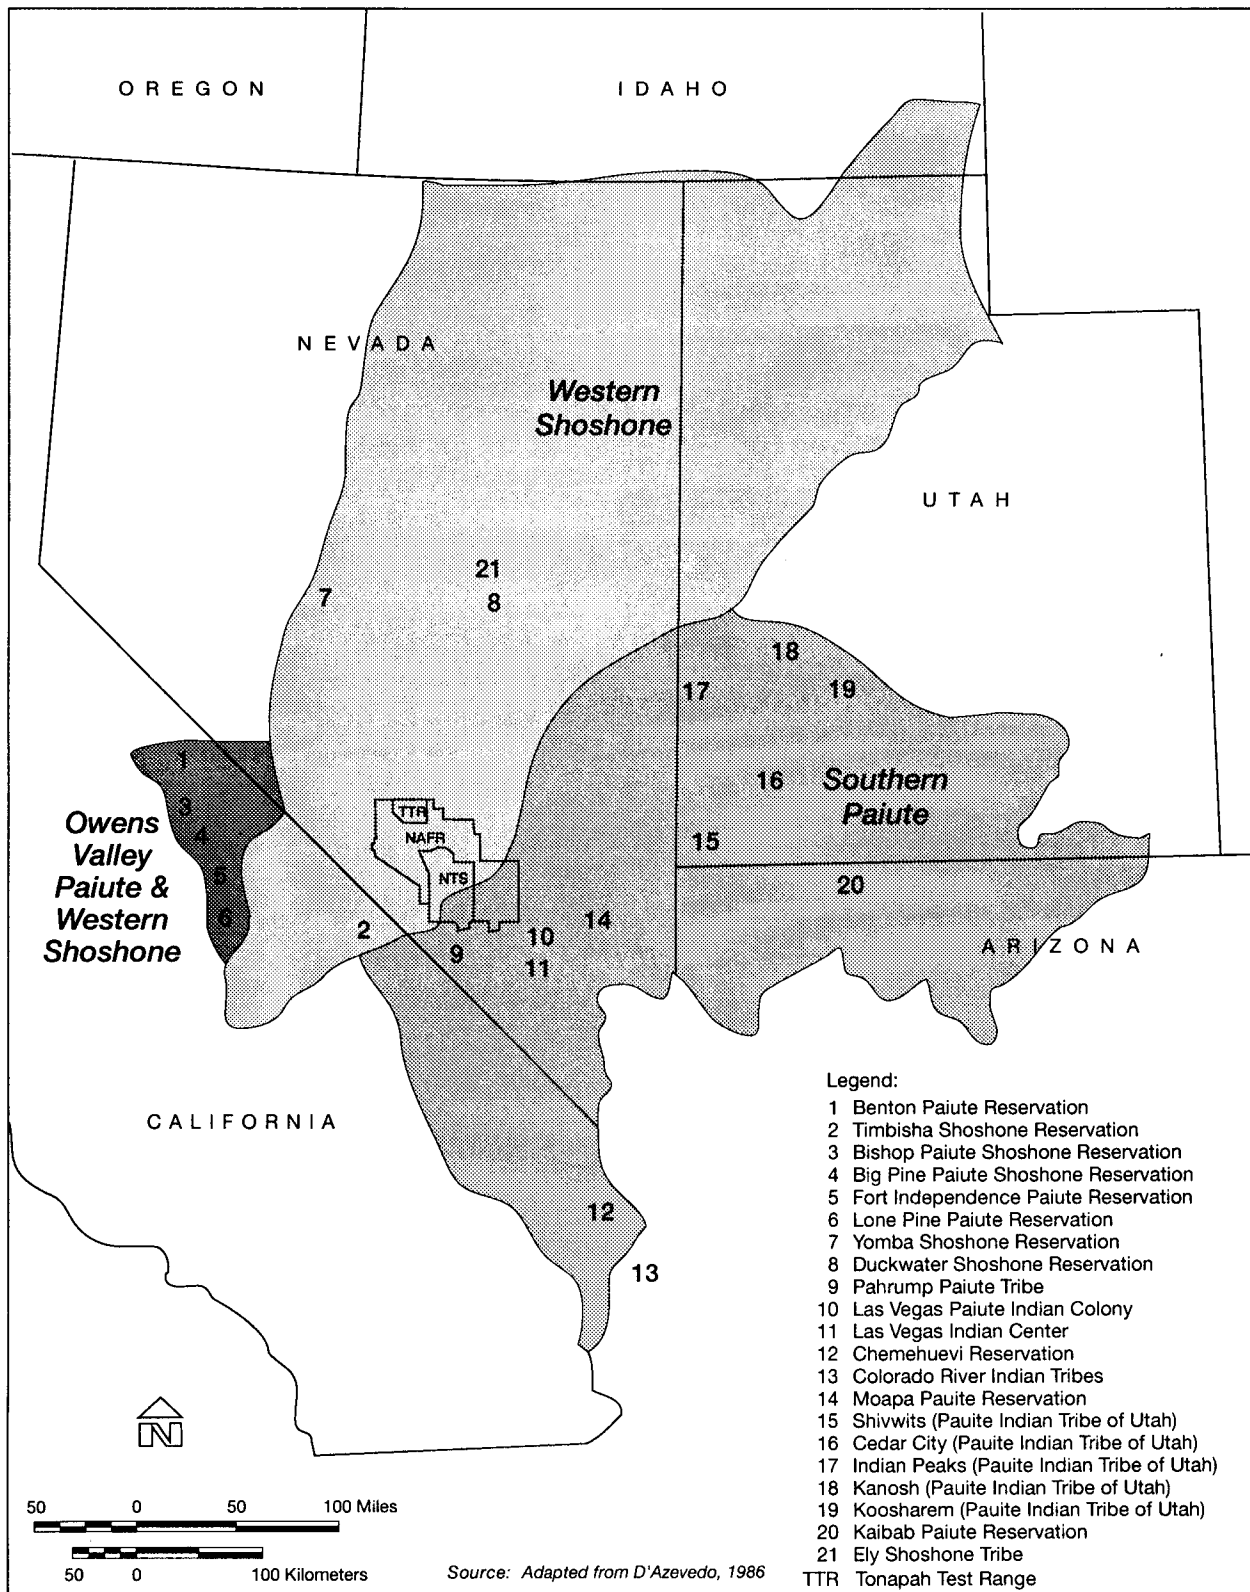 OREGON
IDAHO
NEVADA
Western
Shoshone
UTAH
21
7
8
18
17
19
1
16
Southern
Paiute
3
TTR
Owens
Valley
Paiute &
Western
Shoshone
4
NAFR
15
5
NTS
20
6
2
14
9
10
ARIZONA
11
CALIFORNIA
12
13
Legend:
1 Benton Paiute Reservation
2 Timbisha Shoshone Reservation
3 Bishop Paiute Shoshone Reservation
4 Big Pine Paiute Shoshone Reservation
5 Fort Independence Paiute Reservation
6 Lone Pine Paiute Reservation
7 Yomba Shoshone Reservation
8 Duckwater Shoshone Reservation
9 Pahrump Paiute Tribe
10 Las Vegas Paiute Indian Colony
11 Las Vegas Indian Center
12 Chemehuevi Reservation
13 Colorado River Indian Tribes
14 Moapa Pauite Reservation
15 Shivwits (Pauite Indian Tribe of Utah)
16 Cedar City (Pauite Indian Tribe of Utah)
17 Indian Peaks (Pauite Indian Tribe of Utah)
18 Kanosh (Pauite Indian Tribe of Utah)
19 Koosharem (Pauite Indian Tribe of Utah)
20 Kaibab Paiute Reservation
21 Ely Shoshone Tribe
TTR Tonapah Test Range
N
50 0 50 100 Miles
50 0 100 Kilometers
Source: Adapted from D'Azevedo, 1986